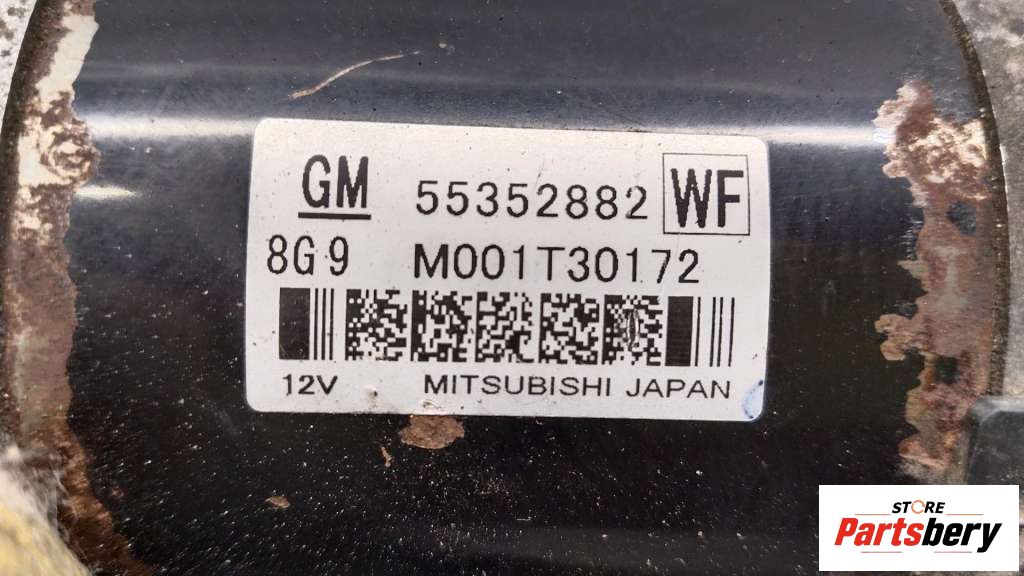 GM 55352882 WF
8G9 M001T30172
12V MITSUBISHI JAPAN
STORE
Partsbery